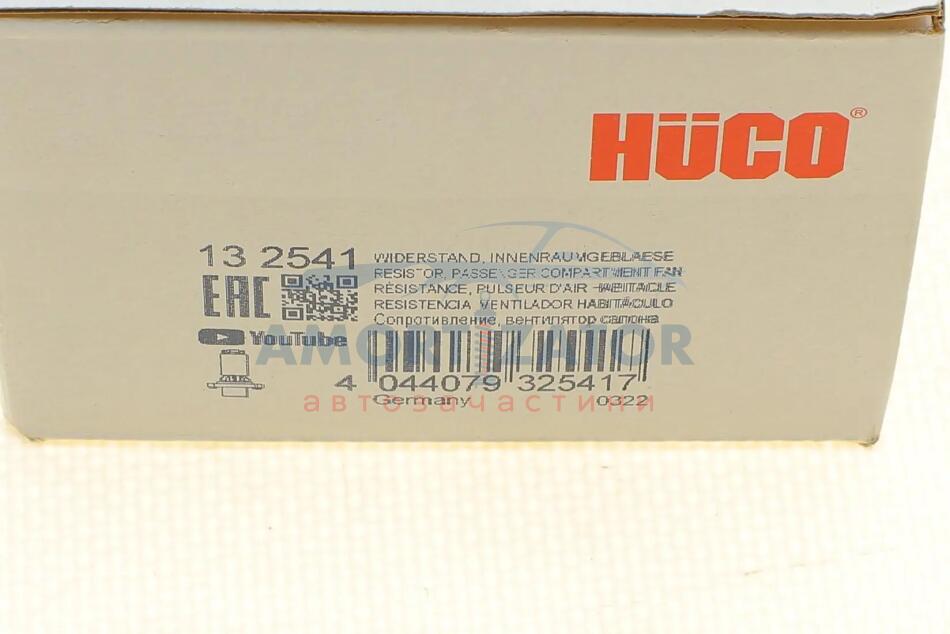 HÜCO®
13 2541
WIDERSTAND, INNENRAUMGEBLAESE
RESISTOR, PASSENGER COMPARTMENT FAN
RÉSISTANCE, PULSEUR D'AIR HABITACLE
RESISTENCIA, VENTILADOR HABITÁCULO
Сопротивление, вентилятор салона
EAC
YouTube
AMORTIZATOR
4 044079 325417
Germany 0322
автозапчастини